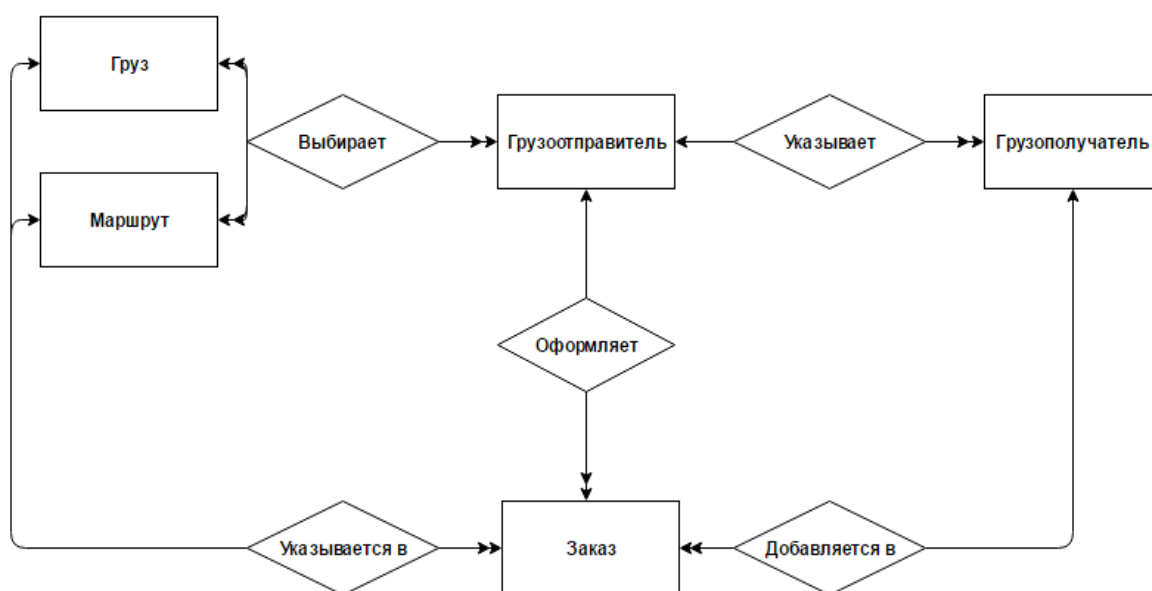 Груз
Выбирает
Грузоотправитель
Указывает
Грузополучатель
Маршрут
Оформляет
Указывается в
Заказ
Добавляется в